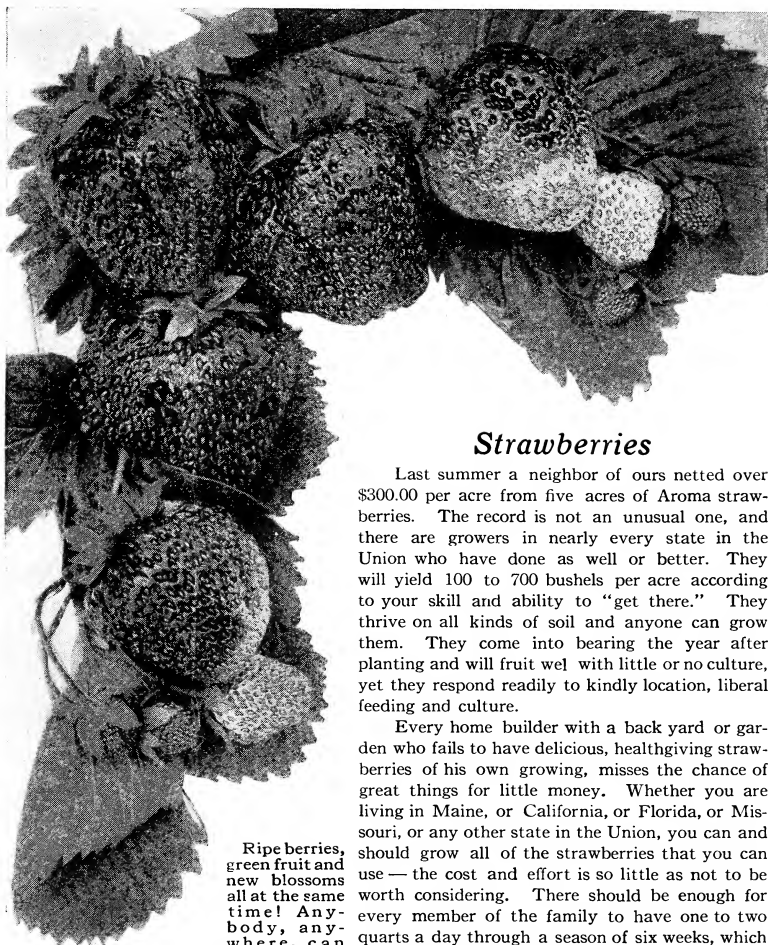 Strawberries
Last summer a neighbor of ours netted over
$300.00 per acre from five acres of Aroma straw-
berries. The record is not an unusual one, and
there are growers in nearly every state in the
Union who have done as well or better. They
will yield 100 to 700 bushels per acre according
to your skill and ability to "get there." They
thrive on all kinds of soil and anyone can grow
them. They come into bearing the year after
planting and will fruit wel with little or no culture,
yet they respond readily to kindly location, liberal
feeding and culture.
Every home builder with a back yard or gar-
den who fails to have delicious, healthgiving straw-
berries of his own growing, misses the chance of
great things for little money. Whether you are
living in Maine, or California, or Florida, or Mis-
souri, or any other state in the Union, you can and
should grow all of the strawberries that you can
use — the cost and effort is so little as not to be
worth considering. There should be enough for
every member of the family to have one to two
quarts a day through a season of six weeks, which
Ripe berries,
green fruit and
new blossoms
all at the same
time! Any-
body, any-
where, can